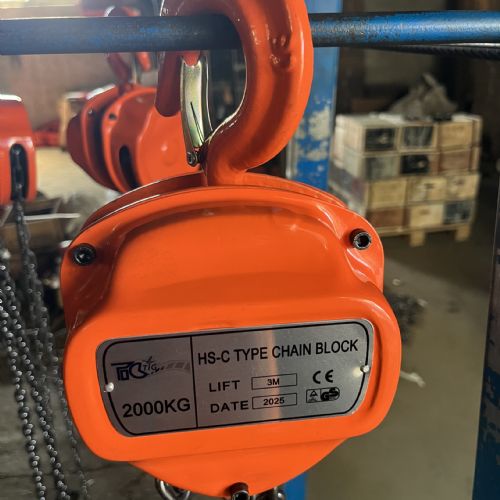 HS-C TYPE CHAIN BLOCK
2000KG
LIFT 3M CE
DATE 2025